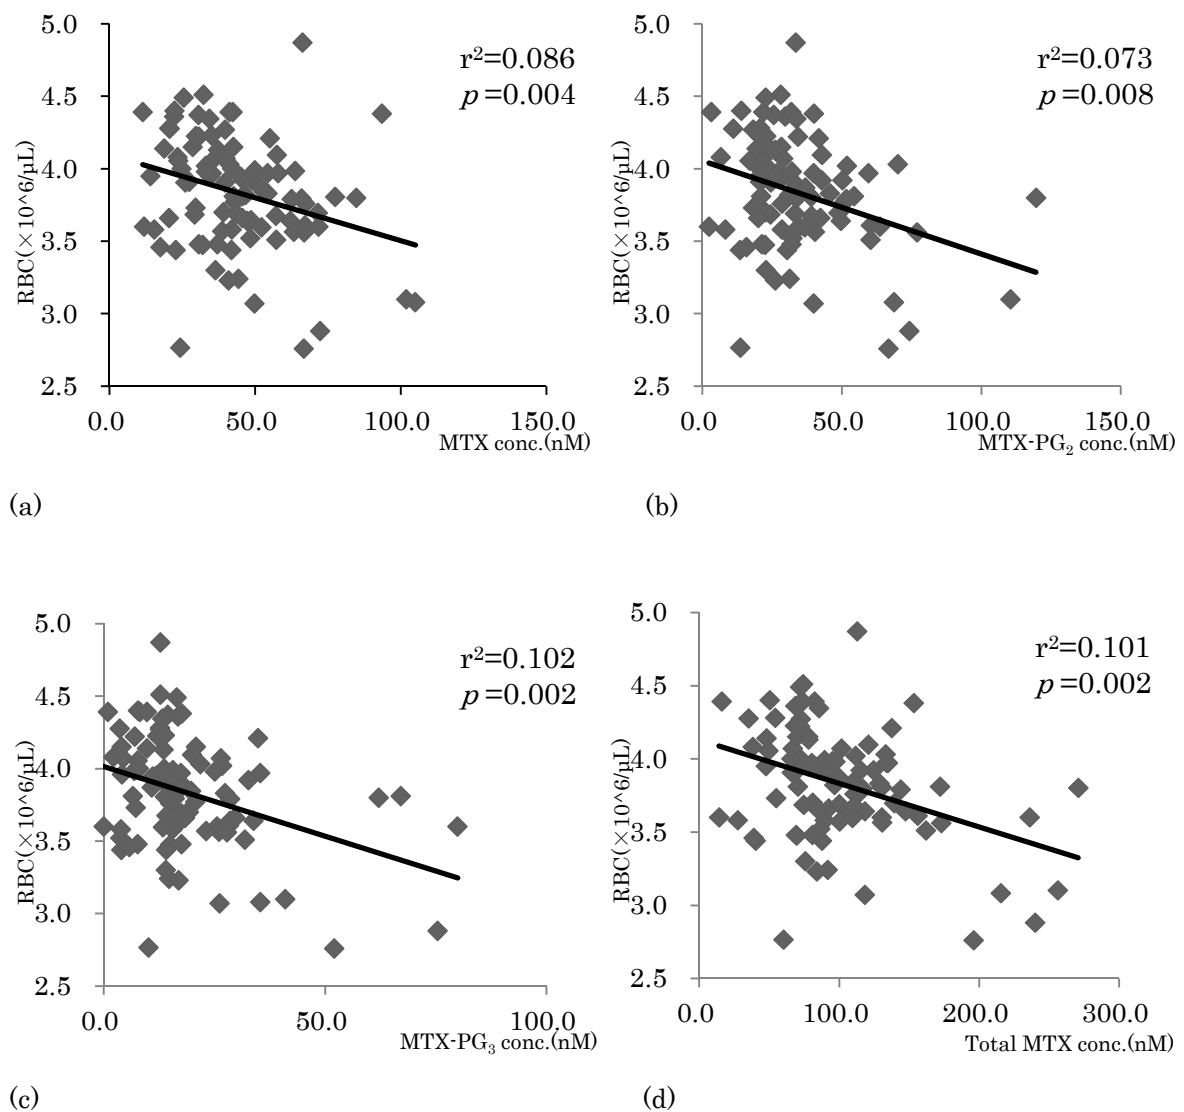 5.0
4.5
4.0
3.5
3.0
2.5
RBC(×10^6/µL)
r²=0.086
p =0.004
0.0 50.0 100.0 150.0
MTX conc.(nM)
(a)
5.0
4.5
4.0
3.5
3.0
2.5
RBC(×10^6/µL)
r²=0.073
p =0.008
0.0 50.0 100.0 150.0
MTX-PG₂ conc.(nM)
(b)
5.0
4.5
4.0
3.5
3.0
2.5
RBC(×10^6/µL)
r²=0.102
p =0.002
0.0 50.0 100.0
MTX-PG₃ conc.(nM)
(c)
5.0
4.5
4.0
3.5
3.0
2.5
RBC(×10^6/µL)
r²=0.101
p =0.002
0.0 100.0 200.0 300.0
Total MTX conc.(nM)
(d)